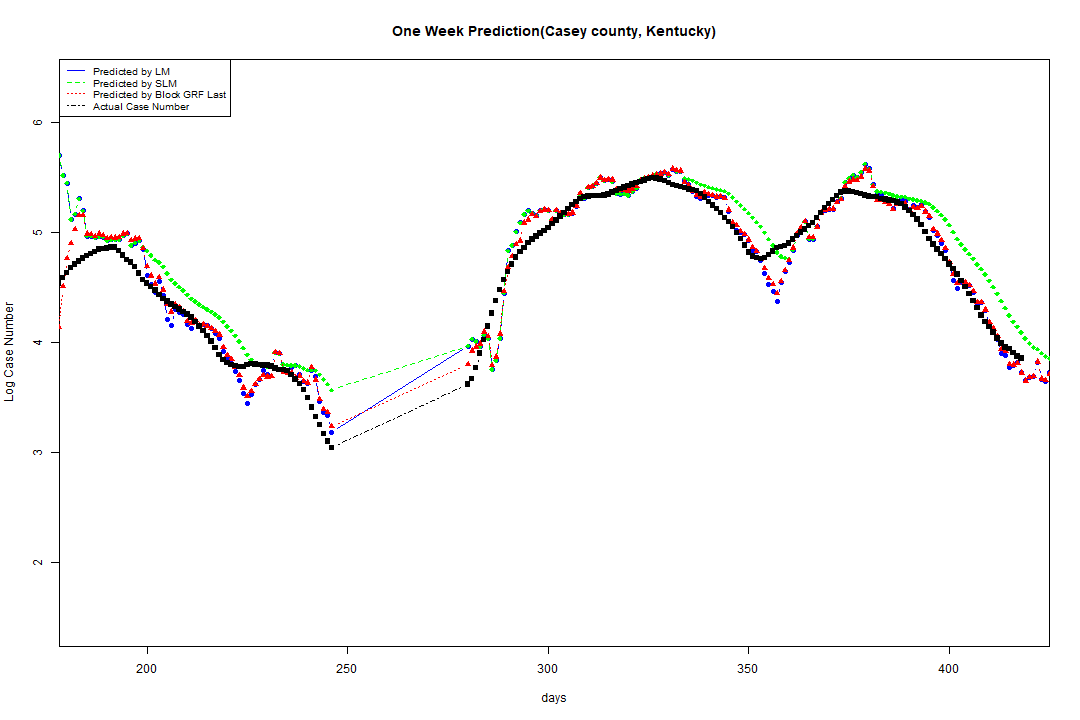 One Week Prediction(Casey county, Kentucky)
Predicted by LM
Predicted by SLM
Predicted by Block GRF Last
Actual Case Number
Log Case Number
6
5
4
3
2
200 250 300 350 400
days